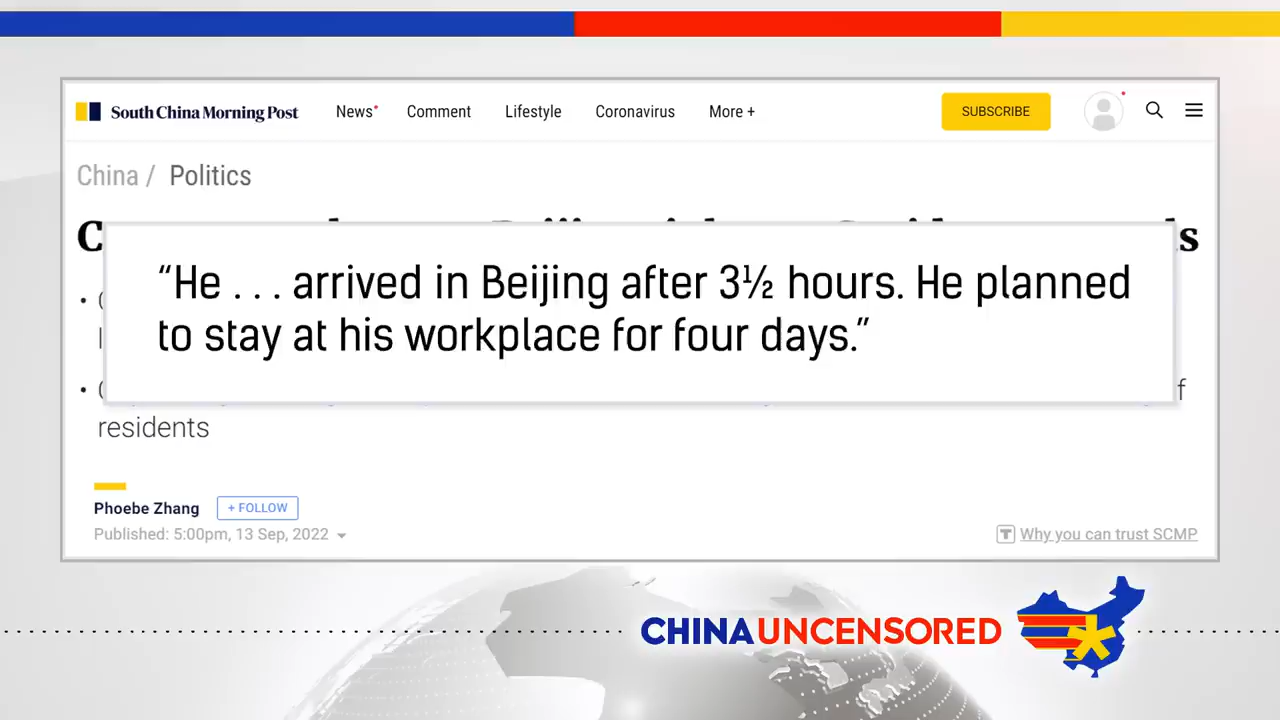 South China Morning Post News Comment Lifestyle Coronavirus More + SUBSCRIBE
China / Politics
“He . . . arrived in Beijing after 3½ hours. He planned
to stay at his workplace for four days.”
residents
Phoebe Zhang + FOLLOW
Published: 5:00pm, 13 Sep, 2022
Why you can trust SCMP
CHINA UNCENSORED